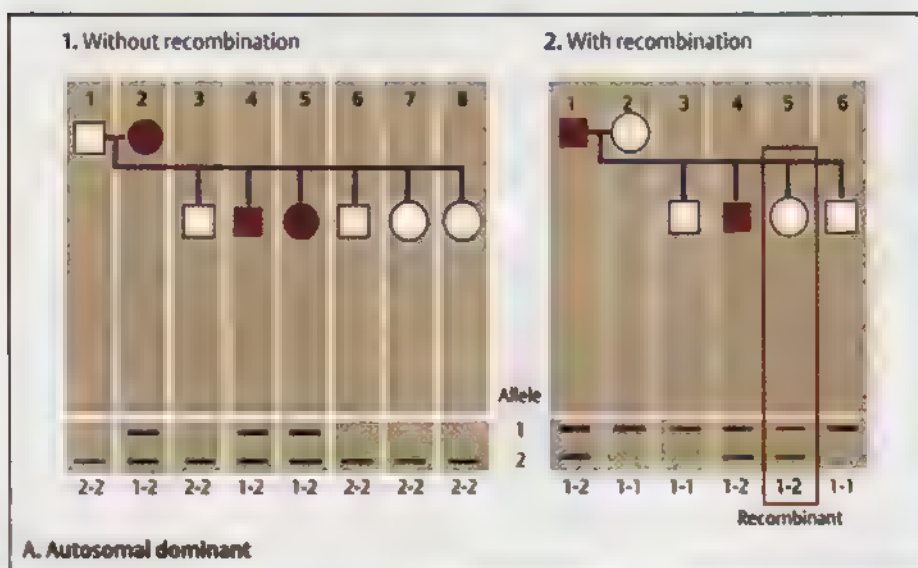 1. Without recombination
2. With recombination
1 2 3 4 5 6 7 8
1 2 3 4 5 6
Allele
1
2
2-2 1-2 2-2 1-2 1-2 2-2 2-2 2-2
1-2 1-1 1-1 1-2 1-2 1-1
Recombinant
A. Autosomal dominant